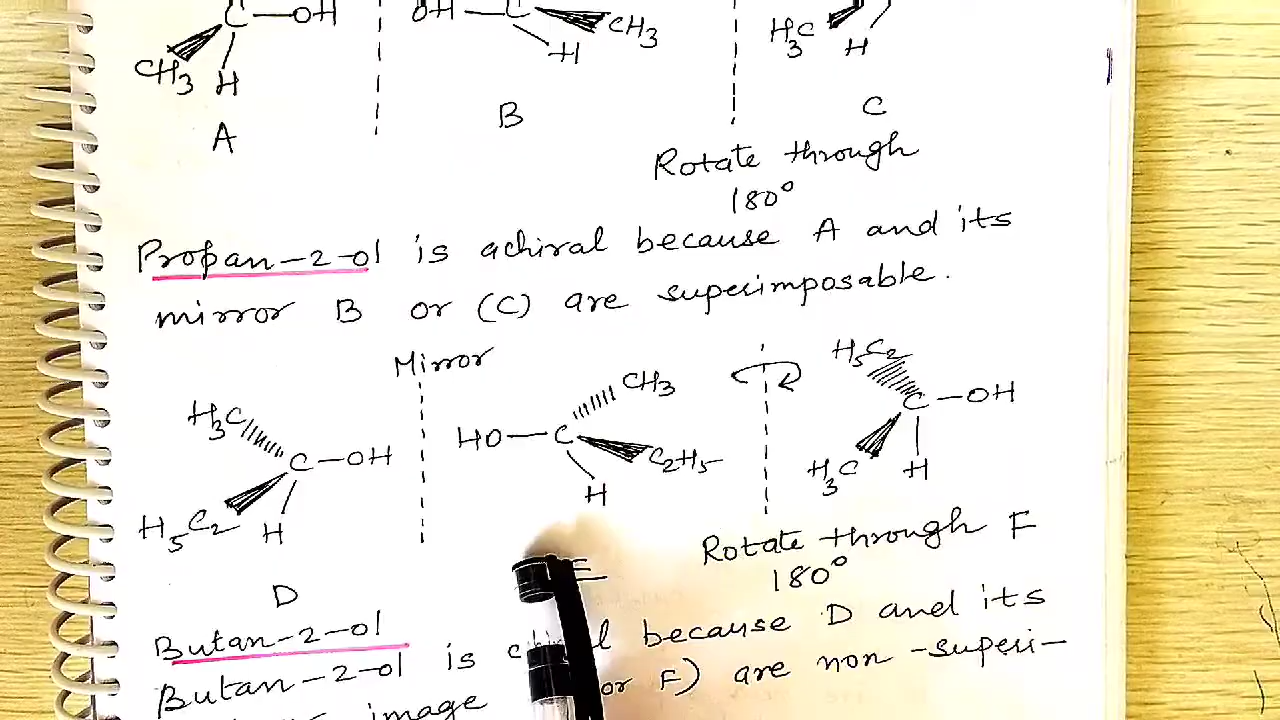 C—OH
OH—C
CH3
H
CH3
H
H3C
H
A
B
C
Rotate through
180°
Propan-2-ol is achiral because A and its
mirror B or (C) are superimposable.
Mirror
H3C
C—OH
H5C2
H
D
CH3
HO—C
C2H5
H
E
H5C2
C—OH
H3C
H
Rotate through F
180°
Butan-2-ol
Butan-2-ol is because D and its
image or F) are non-superi-